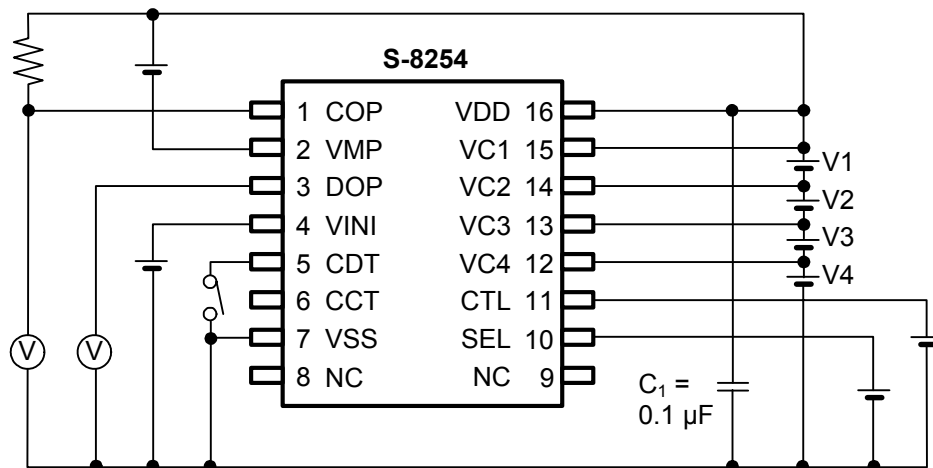 S-8254
1 COP VDD 16
2 VMP VC1 15
3 DOP VC2 14
4 VINI VC3 13
5 CDT VC4 12
6 CCT CTL 11
7 VSS SEL 10
8 NC NC 9
V1
V2
V3
V4
V
V
C₁ =
0.1 µF